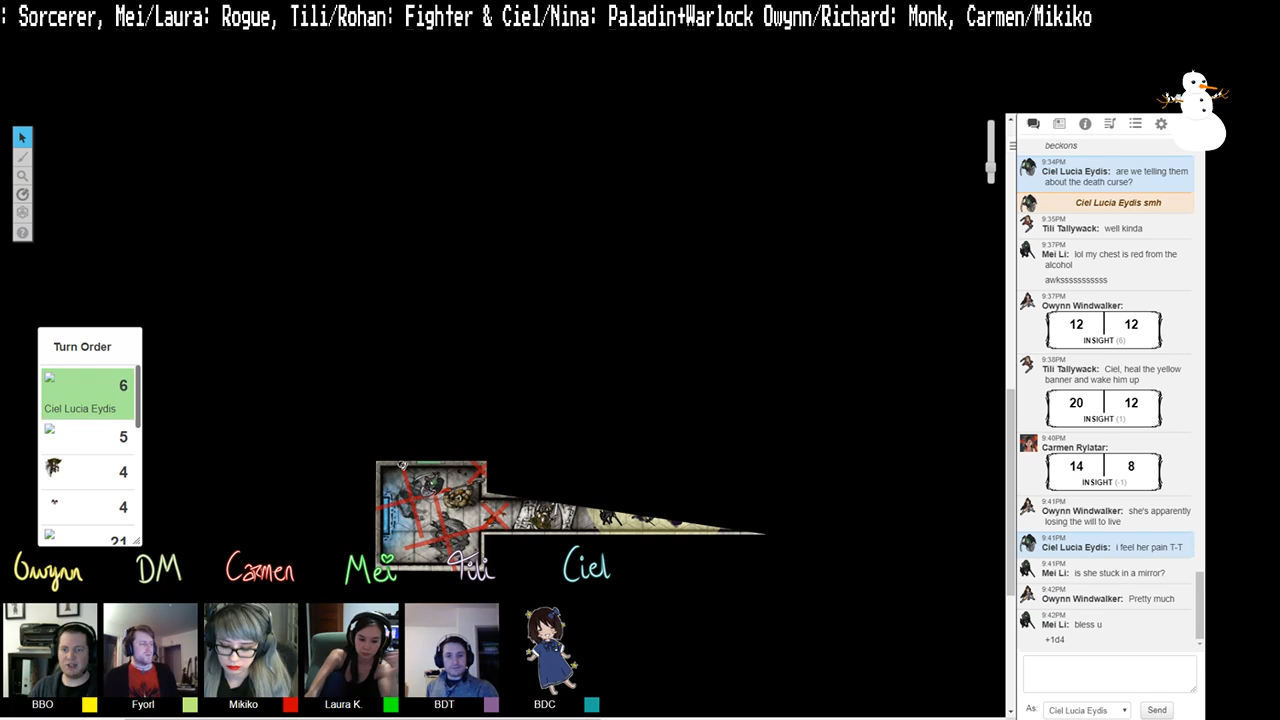 : Sorcerer, Mei/Laura: Rogue, Tili/Rohan: Fighter & Ciel/Nina: Paladin+Warlock Owynn/Richard: Monk, Carmen/Mikiko
beckons
9:34PM
Ciel Lucia Eydis: are we telling them
about the death curse?
Ciel Lucia Eydis smh
9:35PM
Tili Tallywack: well kinda
9:37PM
Mei Li: lol my chest is red from the
alcohol
awksssssssssss
9:37PM
Owynn Windwalker:
12 12
INSIGHT (6)
9:38PM
Tili Tallywack: Ciel, heal the yellow
banner and wake him up
20 12
INSIGHT (1)
9:40PM
Carmen Rylatar:
14 8
INSIGHT (-1)
9:41PM
Owynn Windwalker: she's apparently
losing the will to live
9:41PM
Ciel Lucia Eydis: i feel her pain T-T
9:41PM
Mei Li: is she stuck in a mirror?
9:42PM
Owynn Windwalker: Pretty much
9:42PM
Mei Li: bless u
+1d4
As: Ciel Lucia Eydis Send
Turn Order
6
Ciel Lucia Eydis
5
4
4
21
Owynn DM Carmen Mei Tili Ciel
BBO Fyorl Mikiko Laura K. BDT BDC